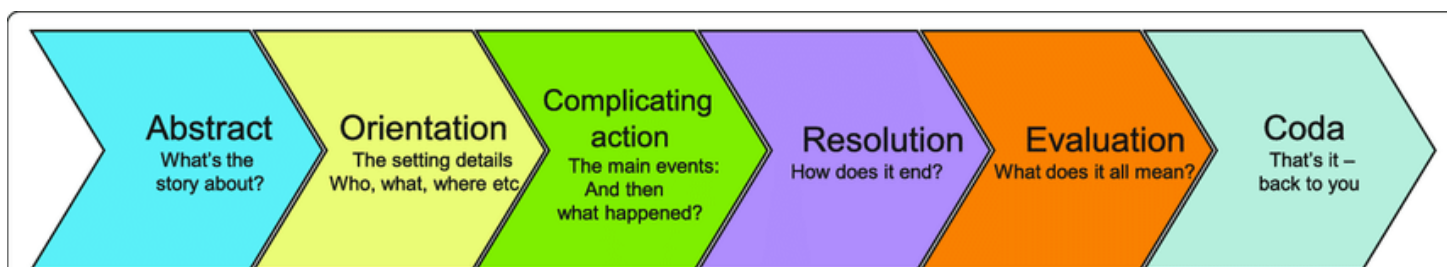 Abstract
What's the
story about?
Orientation
The setting details
Who, what, where etc
Complicating
action
The main events:
And then
what happened?
Resolution
How does it end?
Evaluation
What does it all mean?
Coda
That's it –
back to you